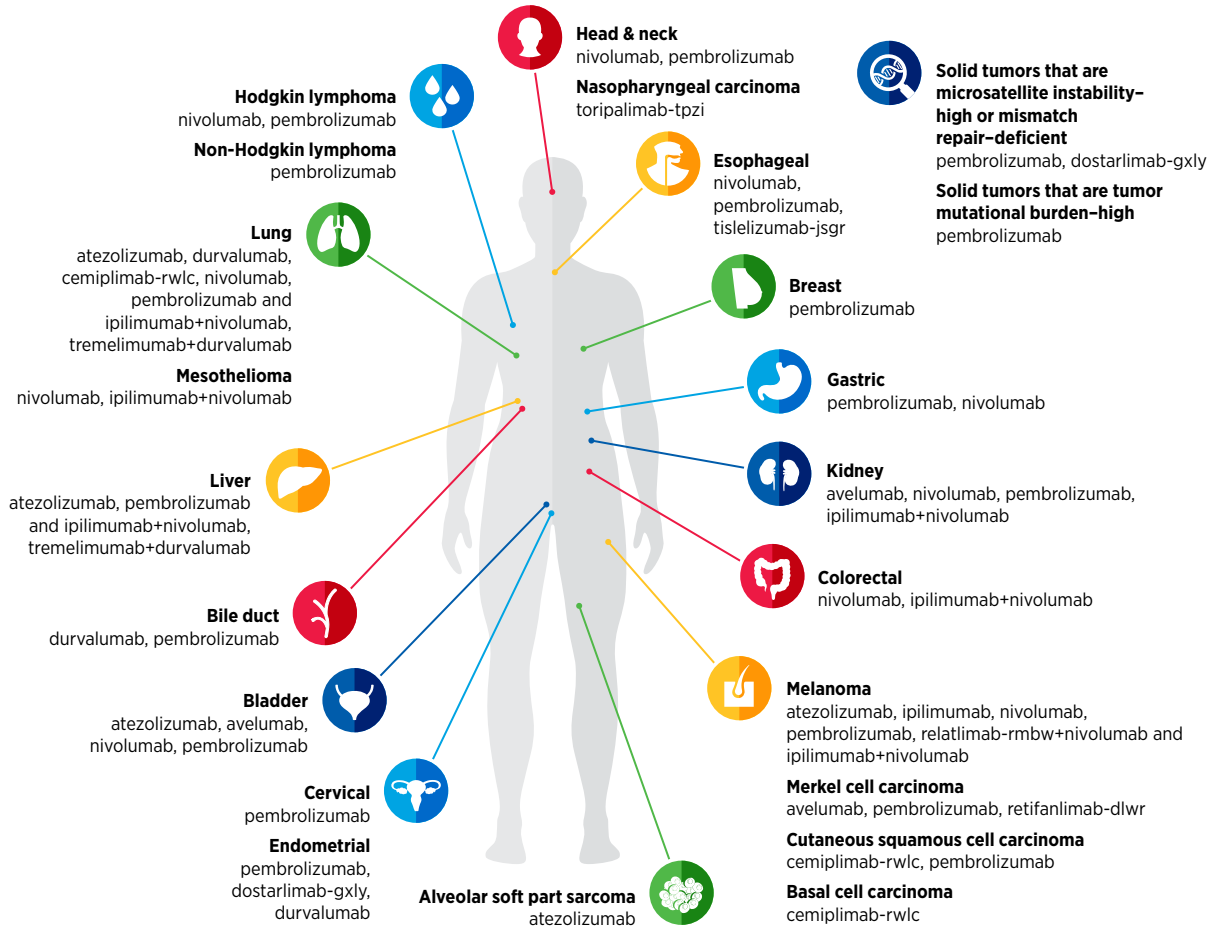 Head & neck
nivolumab, pembrolizumab
Nasopharyngeal carcinoma
toripalimab-tpzi
Solid tumors that are
microsatellite instability–
high or mismatch
repair–deficient
pembrolizumab, dostarlimab-gxly
Solid tumors that are tumor
mutational burden–high
pembrolizumab
Hodgkin lymphoma
nivolumab, pembrolizumab
Non-Hodgkin lymphoma
pembrolizumab
Esophageal
nivolumab,
pembrolizumab,
tislelizumab-jsgr
Lung
atezolizumab, durvalumab,
cemiplimab-rwlc, nivolumab,
pembrolizumab and
ipilimumab+nivolumab,
tremelimumab+durvalumab
Mesothelioma
nivolumab, ipilimumab+nivolumab
Breast
pembrolizumab
Gastric
pembrolizumab, nivolumab
Liver
atezolizumab, pembrolizumab
and ipilimumab+nivolumab,
tremelimumab+durvalumab
Kidney
avelumab, nivolumab, pembrolizumab,
ipilimumab+nivolumab
Colorectal
nivolumab, ipilimumab+nivolumab
Bile duct
durvalumab, pembrolizumab
Bladder
atezolizumab, avelumab,
nivolumab, pembrolizumab
Melanoma
atezolizumab, ipilimumab, nivolumab,
pembrolizumab, relatlimab-rmbw+nivolumab and
ipilimumab+nivolumab
Merkel cell carcinoma
avelumab, pembrolizumab, retifanlimab-dlwr
Cutaneous squamous cell carcinoma
cemiplimab-rwlc, pembrolizumab
Basal cell carcinoma
cemiplimab-rwlc
Cervical
pembrolizumab
Endometrial
pembrolizumab,
dostarlimab-gxly,
durvalumab
Alveolar soft part sarcoma
atezolizumab